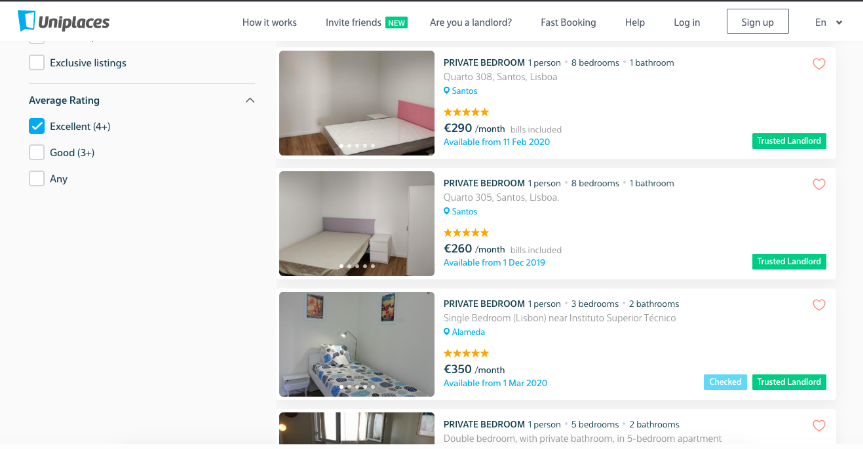 Uniplaces
How it works
Invite friends NEW
Are you a landlord?
Fast Booking
Help
Log in
Sign up
En
Exclusive listings
Average Rating
Excellent (4+)
Good (3+)
Any
PRIVATE BEDROOM 1 person • 8 bedrooms • 1 bathroom
Quarto 308, Santos, Lisboa
Santos
€290 /month bills included
Available from 11 Feb 2020
Trusted Landlord
PRIVATE BEDROOM 1 person • 8 bedrooms • 1 bathroom
Quarto 305, Santos, Lisboa.
Santos
€260 /month bills included
Available from 1 Dec 2019
Trusted Landlord
PRIVATE BEDROOM 1 person • 3 bedrooms • 2 bathrooms
Single Bedroom (Lisbon) near Instituto Superior Técnico
Alameda
€350 /month
Available from 1 Mar 2020
Checked
Trusted Landlord
PRIVATE BEDROOM 1 person • 5 bedrooms • 2 bathrooms
Double bedroom, with private bathroom, in 5-bedroom apartment